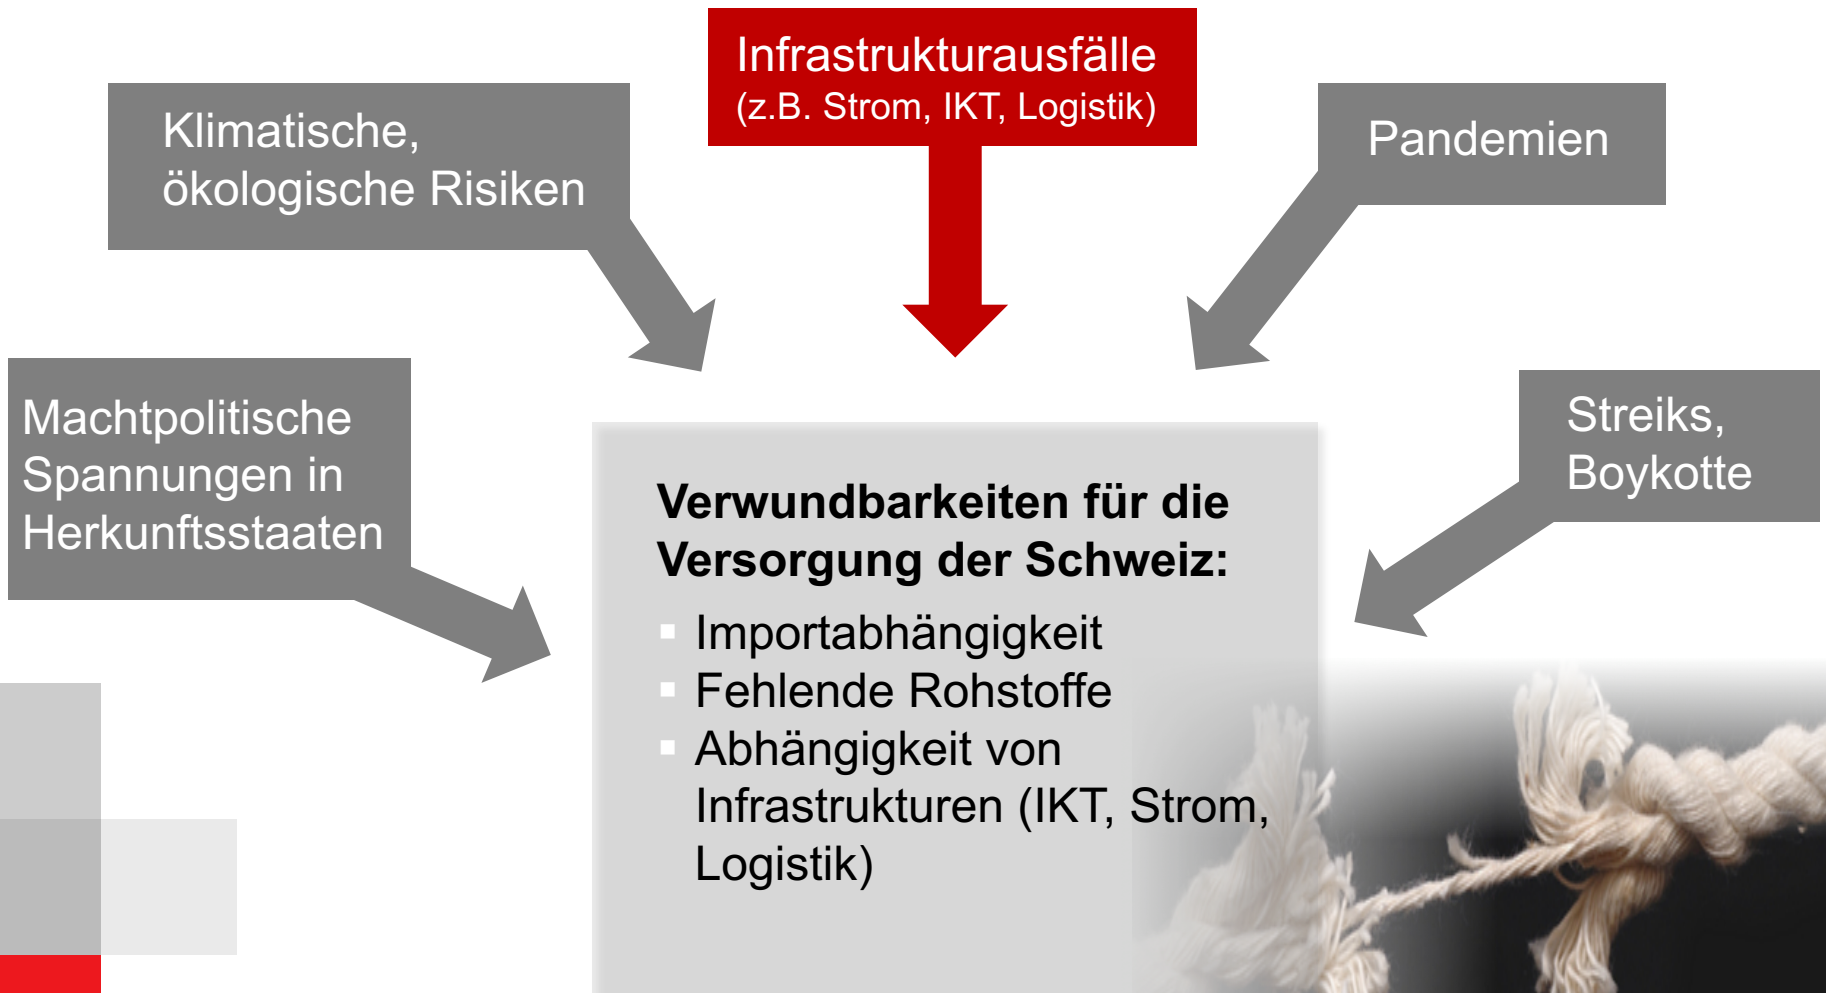 Infrastrukturausfälle
(z.B. Strom, IKT, Logistik)
Klimatische,
ökologische Risiken
Pandemien
Machtpolitische
Spannungen in
Herkunftsstaaten
Streiks,
Boykotte
Verwundbarkeiten für die
Versorgung der Schweiz:
Importabhängigkeit
Fehlende Rohstoffe
Abhängigkeit von
Infrastrukturen (IKT, Strom,
Logistik)